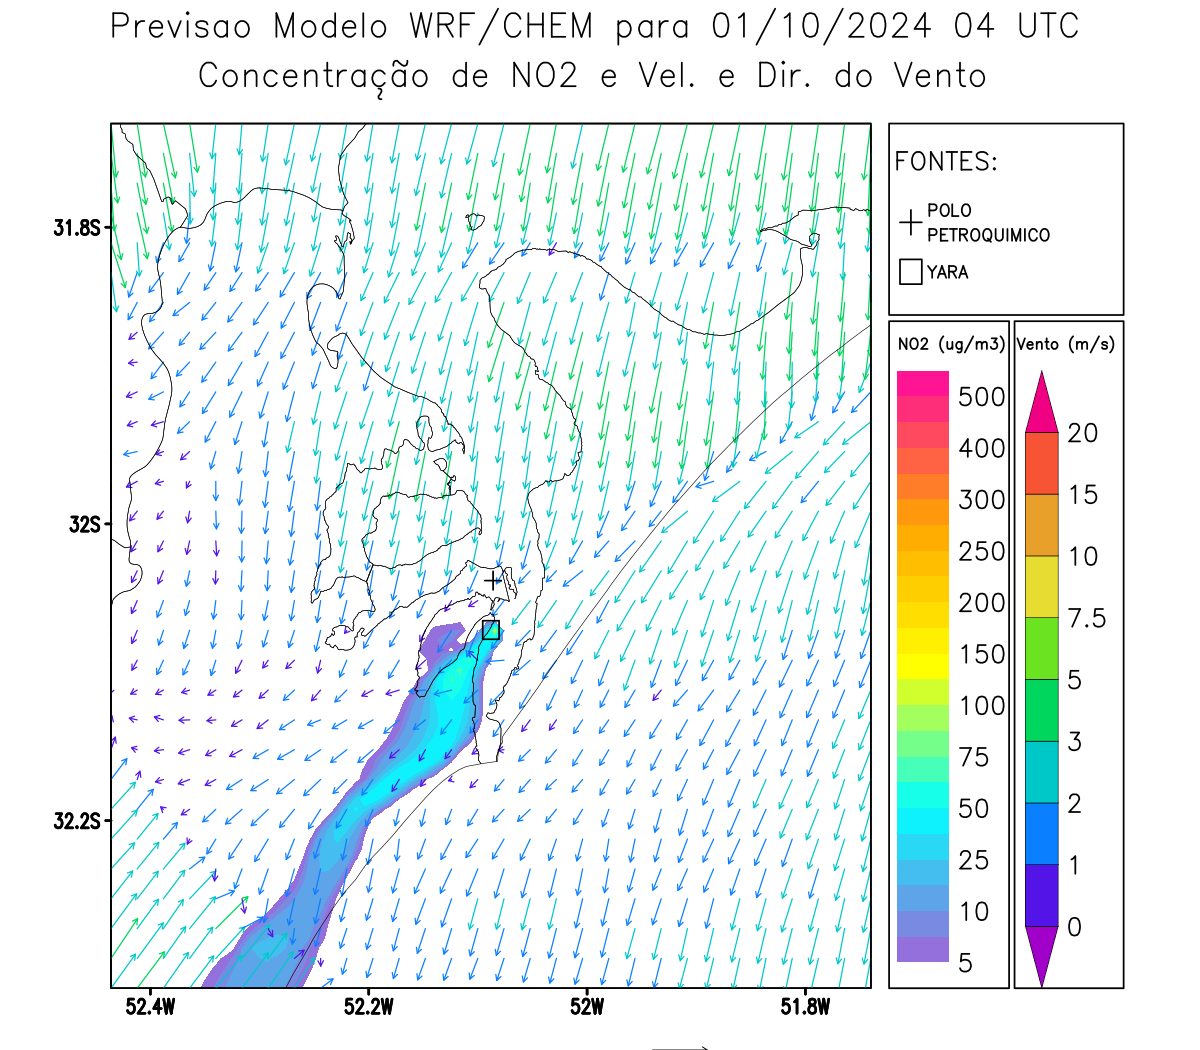 Previsao Modelo WRF/CHEM para 01/10/2024 04 UTC
Concentração de NO2 e Vel. e Dir. do Vento
FONTES:
POLO
PETROQUIMICO
YARA
NO2 (ug/m3)
500
400
300
250
200
150
100
75
50
25
10
5
Vento (m/s)
20
15
10
7.5
5
3
2
1
0
31.8S
32S
32.2S
52.4W
52.2W
52W
51.8W